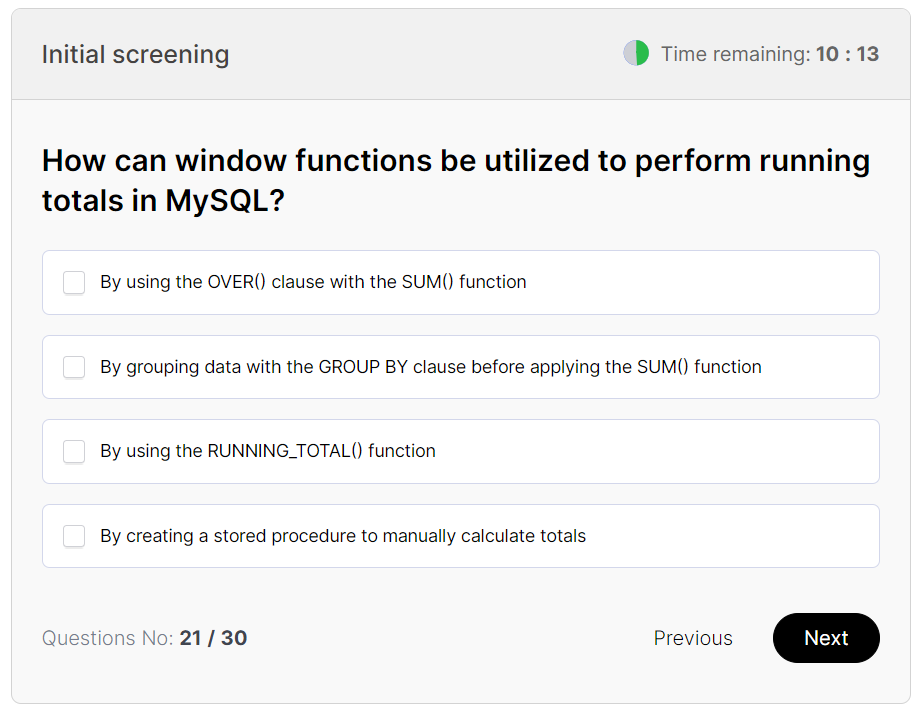 Initial screening
Time remaining: 10 : 13
How can window functions be utilized to perform running
totals in MySQL?
By using the OVER() clause with the SUM() function
By grouping data with the GROUP BY clause before applying the SUM() function
By using the RUNNING_TOTAL() function
By creating a stored procedure to manually calculate totals
Questions No: 21 / 30
Previous
Next